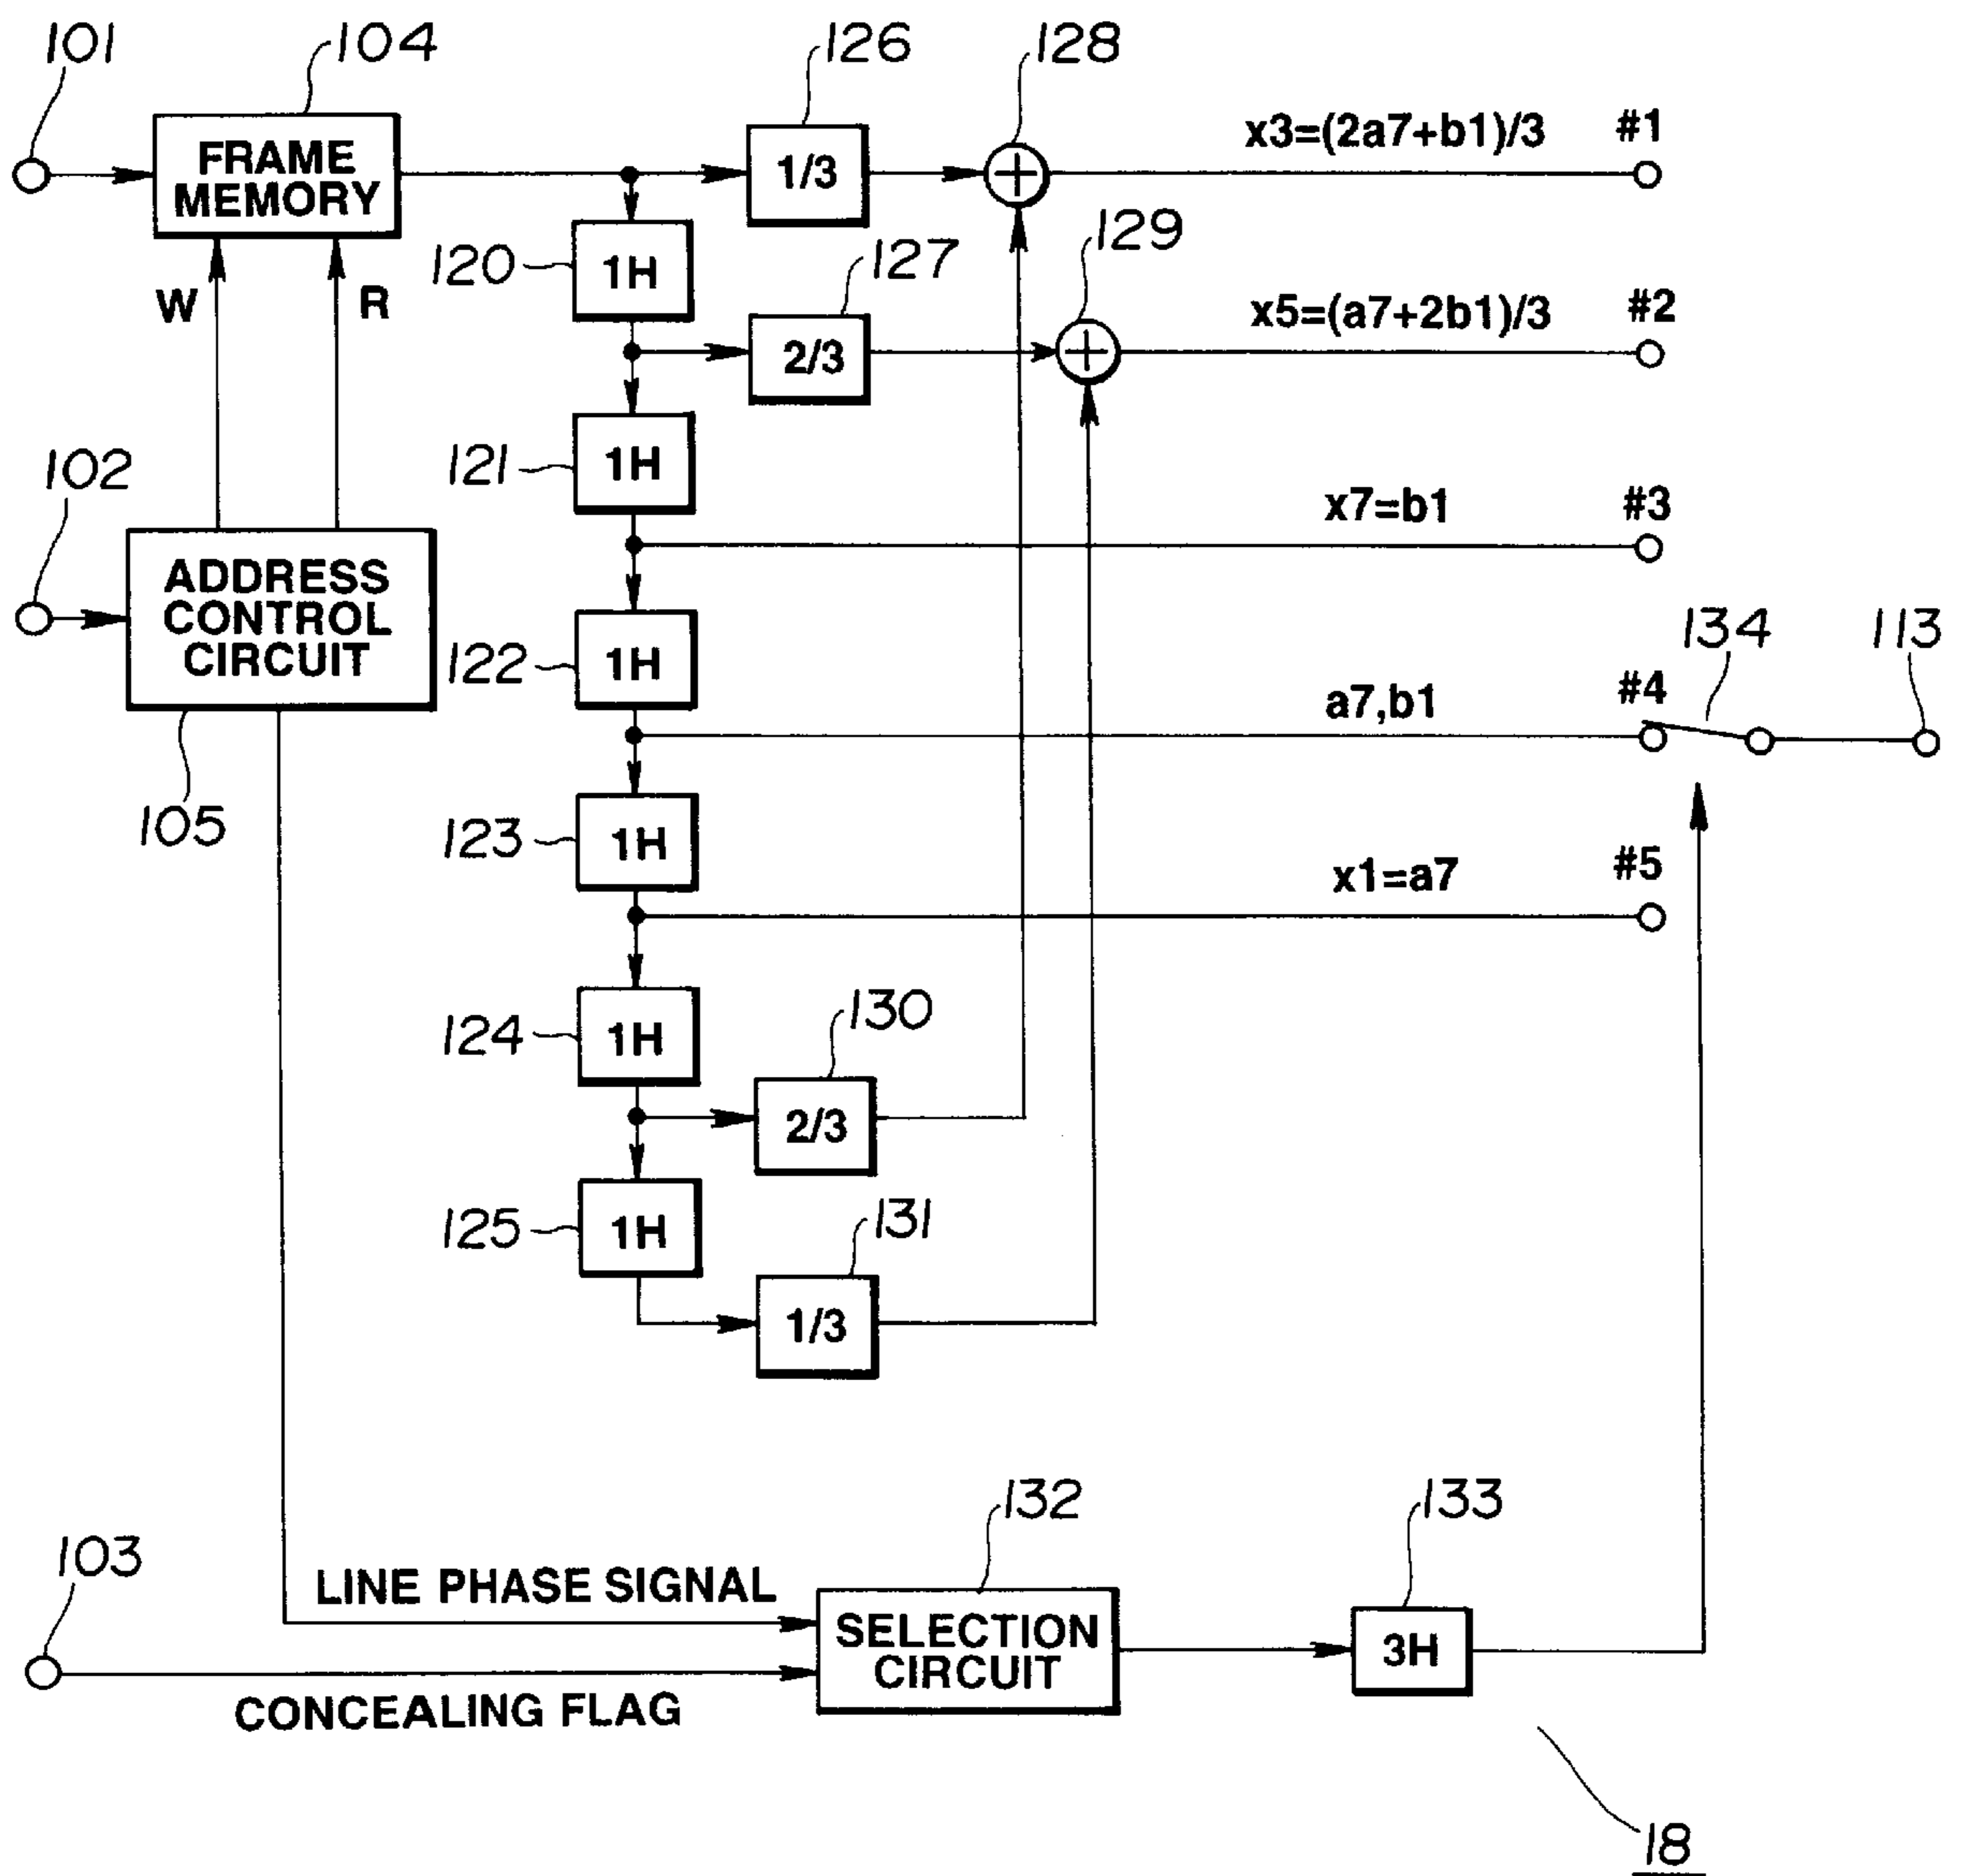 101
104
126
128
FRAME
MEMORY
1/3
x3=(2a7+b1)/3
#1
120
1H
127
129
W
R
2/3
x5=(a7+2b1)/3
#2
102
121
1H
x7=b1
#3
ADDRESS
CONTROL
CIRCUIT
122
1H
134
113
a7,b1
#4
105
123
1H
x1=a7
#5
124
1H
130
2/3
125
1H
131
1/3
132
133
103
LINE PHASE SIGNAL
SELECTION
CIRCUIT
3H
CONCEALING FLAG
18